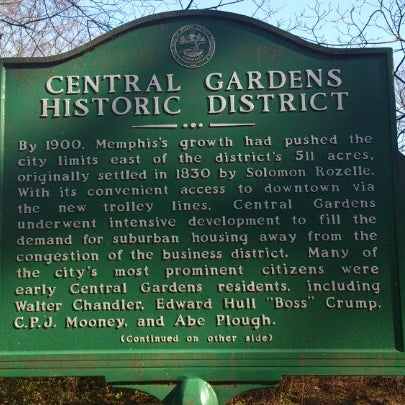 CENTRAL GARDENS
HISTORIC DISTRICT
By 1900, Memphis's growth had pushed the
city limits east of the district's 511 acres,
originally settled in 1830 by Solomon Rozelle.
With its convenient access to downtown via
the new trolley lines, Central Gardens
underwent intensive development to fill the
demand for suburban housing away from the
congestion of the business district. Many of
the city's most prominent citizens were
early Central Gardens residents, including
Walter Chandler, Edward Hull "Boss" Crump,
C.P.J. Mooney, and Abe Plough.
(Continued on other side)